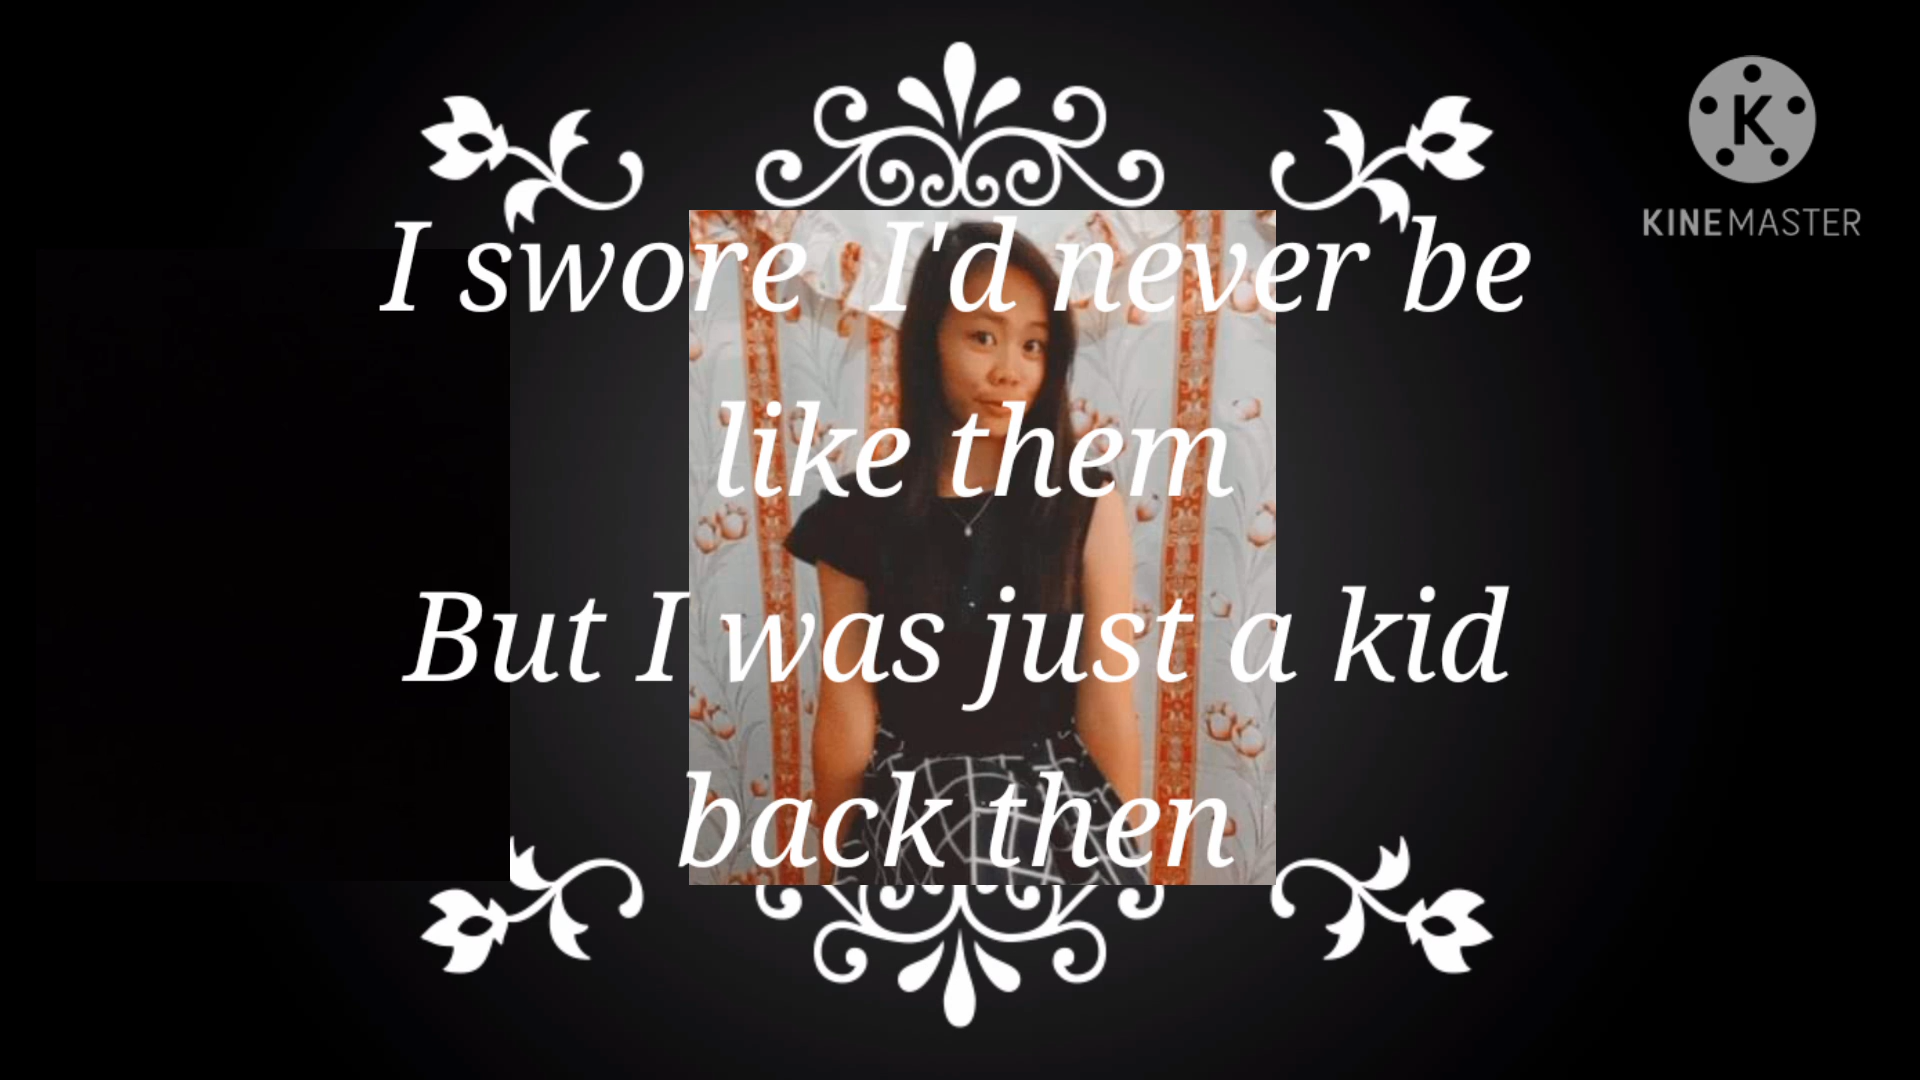 K
KINEMASTER
I swore I'd never be
like them
But I was just a kid
back then